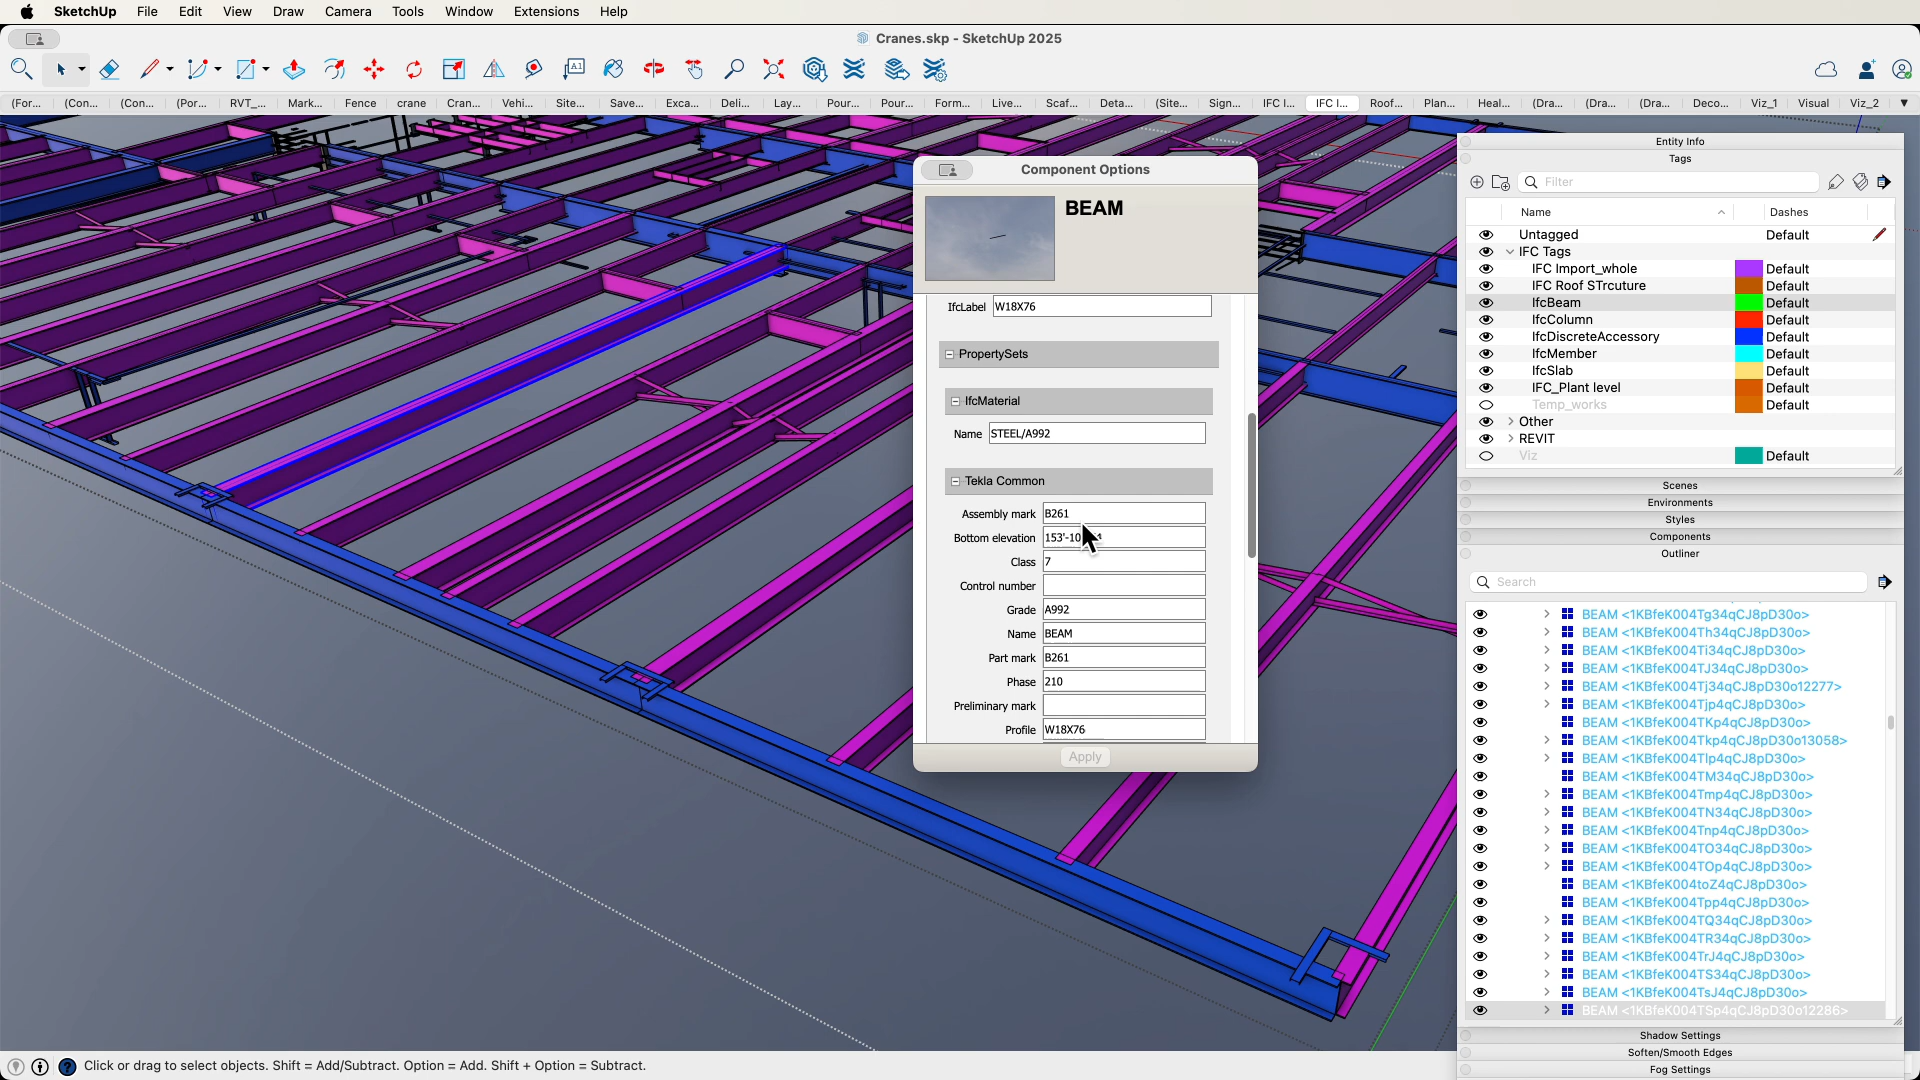 SketchUp File Edit View Draw Camera Tools Window Extensions Help
Cranes.skp - SketchUp 2025
(For... (Con... (Con... (Por... RVT_... Mark... Fence crane Cran... Vehi... Site... Save... Exca... Deli... Lay... Pour... Pour... Form... Live... Scaf... Deta... (Site... Sign... IFC I... IFC I... Roof... Plan... Heal... (Dra... (Dra... (Dra... Deco... Viz_1 Visual Viz_2
Component Options
BEAM
IfcLabel W18X76
PropertySets
IfcMaterial
Name STEEL/A992
Tekla Common
Assembly mark B261
Bottom elevation 153'-10
Class 7
Control number
Grade A992
Name BEAM
Part mark B261
Phase 210
Preliminary mark
Profile W18X76
Apply
Entity Info
Tags
Filter
Name Dashes
Untagged Default
IFC Tags
IFC Import_whole Default
IFC Roof STrcuture Default
IfcBeam Default
IfcColumn Default
IfcDiscreteAccessory Default
IfcMember Default
IfcSlab Default
IFC_Plant level Default
Temp_works Default
Other
REVIT
Viz Default
Scenes
Environments
Styles
Components
Outliner
Search
BEAM <1KBfeK004Tg34qCJ8pD30o>
BEAM <1KBfeK004Th34qCJ8pD30o>
BEAM <1KBfeK004Ti34qCJ8pD30o>
BEAM <1KBfeK004TJ34qCJ8pD30o>
BEAM <1KBfeK004Tj34qCJ8pD30o12277>
BEAM <1KBfeK004Tjp4qCJ8pD30o>
BEAM <1KBfeK004TKp4qCJ8pD30o>
BEAM <1KBfeK004Tkp4qCJ8pD30o13058>
BEAM <1KBfeK004Tlp4qCJ8pD30o>
BEAM <1KBfeK004TM34qCJ8pD30o>
BEAM <1KBfeK004Tmp4qCJ8pD30o>
BEAM <1KBfeK004TN34qCJ8pD30o>
BEAM <1KBfeK004Tnp4qCJ8pD30o>
BEAM <1KBfeK004TO34qCJ8pD30o>
BEAM <1KBfeK004TOp4qCJ8pD30o>
BEAM <1KBfeK004toZ4qCJ8pD30o>
BEAM <1KBfeK004Tpp4qCJ8pD30o>
BEAM <1KBfeK004TQ34qCJ8pD30o>
BEAM <1KBfeK004TR34qCJ8pD30o>
BEAM <1KBfeK004TrJ4qCJ8pD30o>
BEAM <1KBfeK004TS34qCJ8pD30o>
BEAM <1KBfeK004TsJ4qCJ8pD30o>
BEAM <1KBfeK004TSp4qCJ8pD30o12286>
Shadow Settings
Soften/Smooth Edges
Fog Settings
Click or drag to select objects. Shift = Add/Subtract. Option = Add. Shift + Option = Subtract.